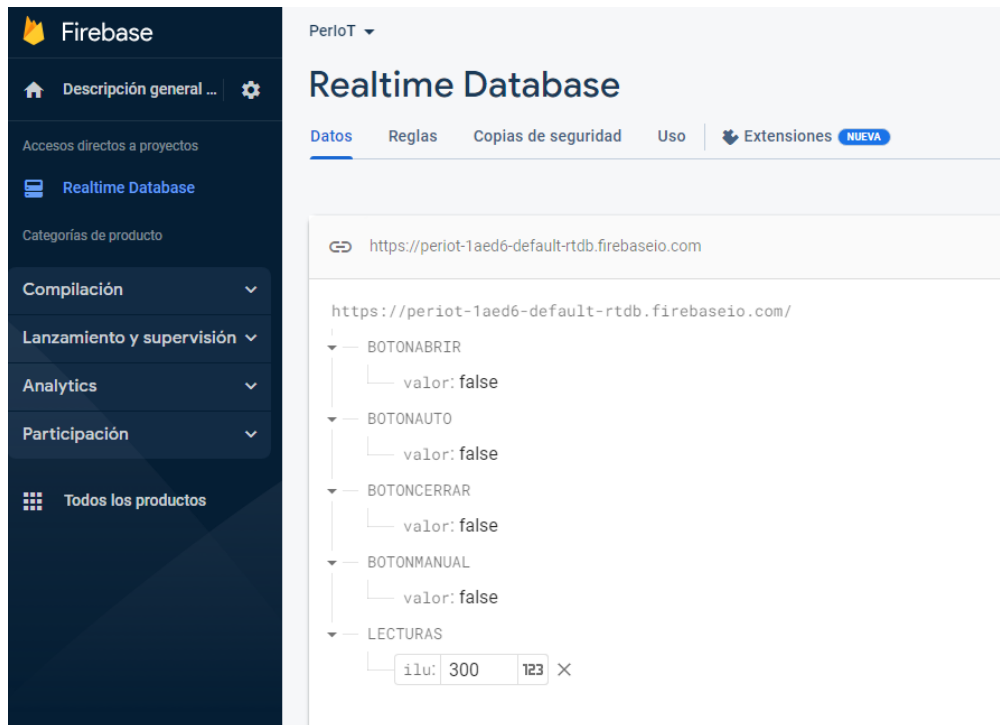 Firebase
Descripción general ...
Accesos directos a proyectos
Realtime Database
Categorías de producto
Compilación
Lanzamiento y supervisión
Analytics
Participación
Todos los productos
PerIoT
Realtime Database
Datos Reglas Copias de seguridad Uso Extensiones NUEVA
https://periot-1aed6-default-rtdb.firebaseio.com
https://periot-1aed6-default-rtdb.firebaseio.com/
BOTONABRIR
valor: false
BOTONAUTO
valor: false
BOTONCERRAR
valor: false
BOTONMANUAL
valor: false
LECTURAS
ilu: 300 123